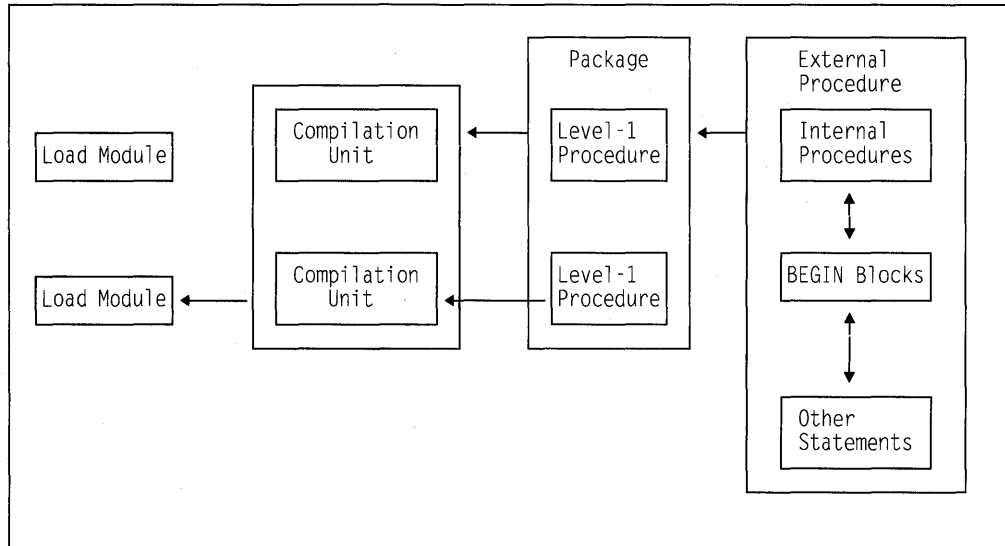 Package
External
Procedure
Load Module
Compilation
Unit
Level-1
Procedure
Internal
Procedures
Load Module
Compilation
Unit
Level-1
Procedure
BEGIN Blocks
Other
Statements